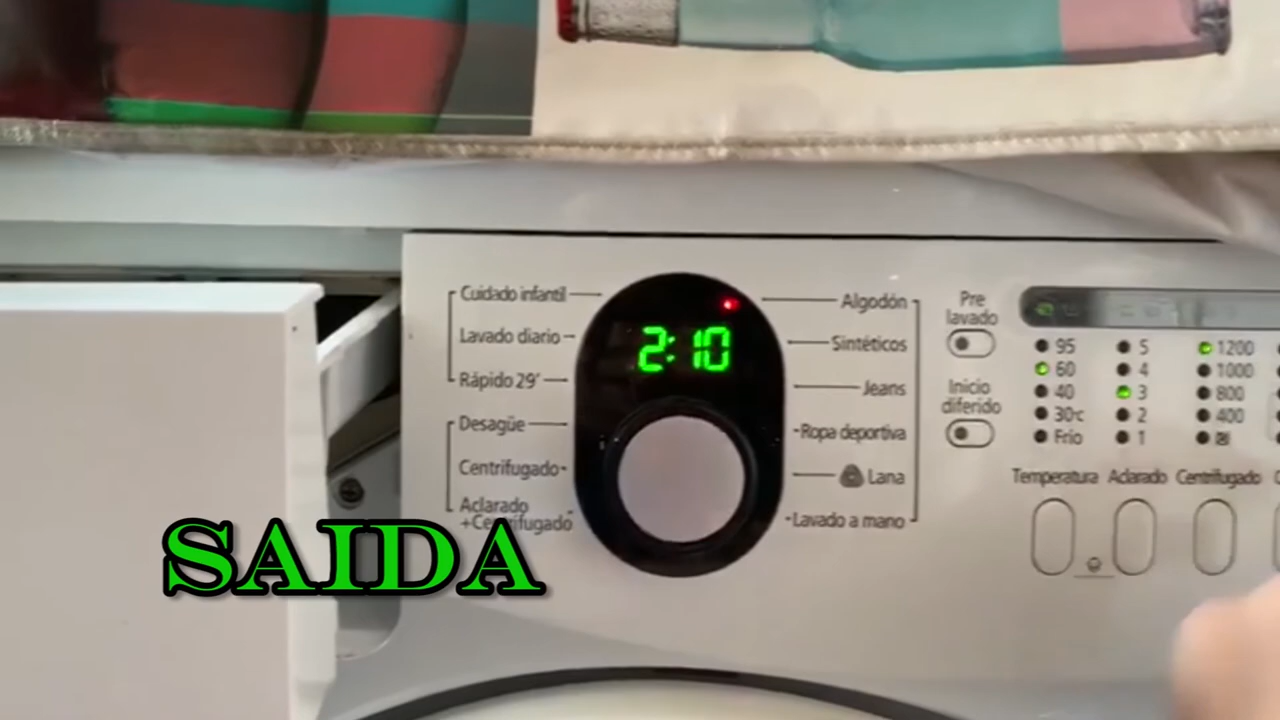 Cuidado infantil
Lavado diario
Rápido 29'
Desagüe
Centrifugado
Aclarado
+Centrifugado
2:10
Algodón
Sintéticos
Jeans
Ropa deportiva
Lana
Lavado a mano
Pre
lavado
Inicio
diferido
95
60
40
30°c
Frío
Temperatura
5
4
3
2
1
Aclarado
1200
1000
800
400
Centrifugado
SAIDA